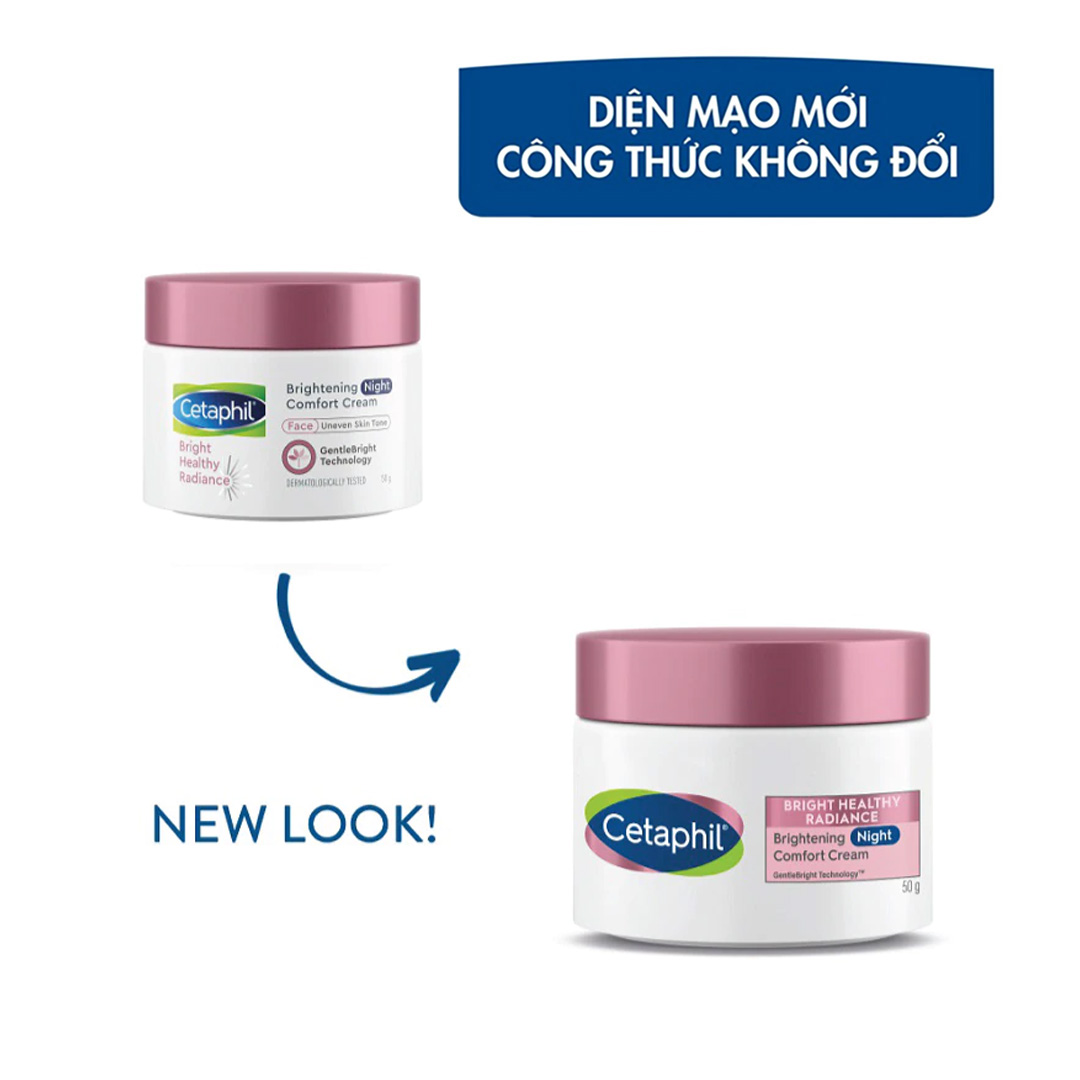 DIỆN MẠO MỚI
CÔNG THỨC KHÔNG ĐỔI
Cetaphil®
Bright
Healthy
Radiance
Brightening Night
Comfort Cream
Face Uneven Skin Tone
GentleBright
Technology
DERMATOLOGICALLY TESTED 50 g
NEW LOOK!
Cetaphil®
BRIGHT HEALTHY
RADIANCE
Brightening Night
Comfort Cream
GentleBright Technology™
50 g